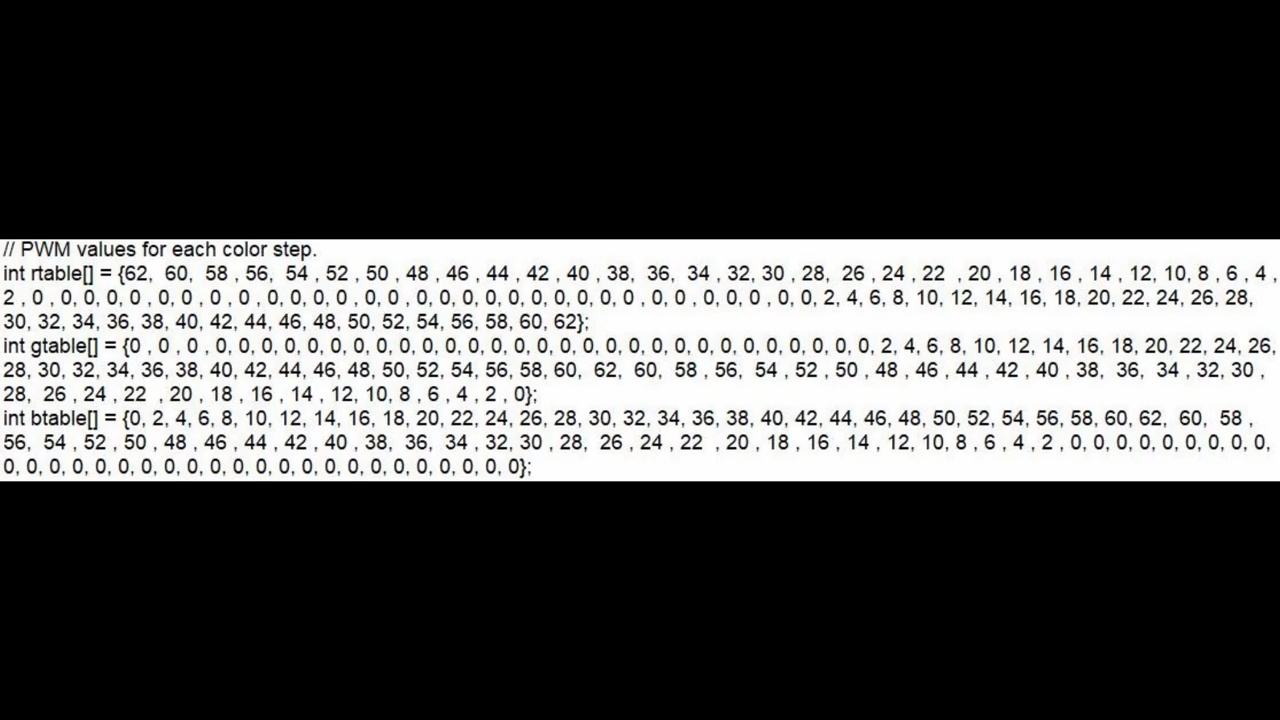 // PWM values for each color step.
int rtable[] = {62, 60, 58 , 56, 54 , 52 , 50 , 48 , 46 , 44 , 42 , 40 , 38, 36, 34 , 32, 30 , 28, 26 , 24 , 22 , 20 , 18 , 16 , 14 , 12, 10, 8 , 6 , 4 ,
2 , 0 , 0, 0, 0 , 0, 0 , 0 , 0 , 0 , 0, 0, 0, 0 , 0, 0 , 0, 0, 0, 0, 0, 0, 0, 0, 0 , 0, 0 , 0, 0, 0 , 0, 0, 2, 4, 6, 8, 10, 12, 14, 16, 18, 20, 22, 24, 26, 28,
30, 32, 34, 36, 38, 40, 42, 44, 46, 48, 50, 52, 54, 56, 58, 60, 62};
int gtable[] = {0 , 0 , 0 , 0, 0, 0, 0, 0, 0, 0, 0, 0, 0, 0, 0, 0, 0, 0, 0, 0, 0, 0, 0, 0, 0, 0, 0, 0, 0, 0, 0, 0, 2, 4, 6, 8, 10, 12, 14, 16, 18, 20, 22, 24, 26,
28, 30, 32, 34, 36, 38, 40, 42, 44, 46, 48, 50, 52, 54, 56, 58, 60, 62, 60, 58 , 56, 54 , 52 , 50 , 48 , 46 , 44 , 42 , 40 , 38, 36, 34 , 32, 30 ,
28, 26 , 24 , 22 , 20 , 18 , 16 , 14 , 12, 10, 8 , 6 , 4 , 2 , 0};
int btable[] = {0, 2, 4, 6, 8, 10, 12, 14, 16, 18, 20, 22, 24, 26, 28, 30, 32, 34, 36, 38, 40, 42, 44, 46, 48, 50, 52, 54, 56, 58, 60, 62, 60, 58 ,
56, 54 , 52 , 50 , 48 , 46 , 44 , 42 , 40 , 38, 36, 34 , 32, 30 , 28, 26 , 24 , 22 , 20 , 18 , 16 , 14 , 12, 10, 8 , 6 , 4 , 2 , 0, 0, 0, 0, 0, 0, 0, 0, 0,
0, 0, 0, 0, 0, 0, 0, 0, 0, 0, 0, 0, 0, 0, 0, 0, 0, 0, 0, 0, 0, 0, 0};